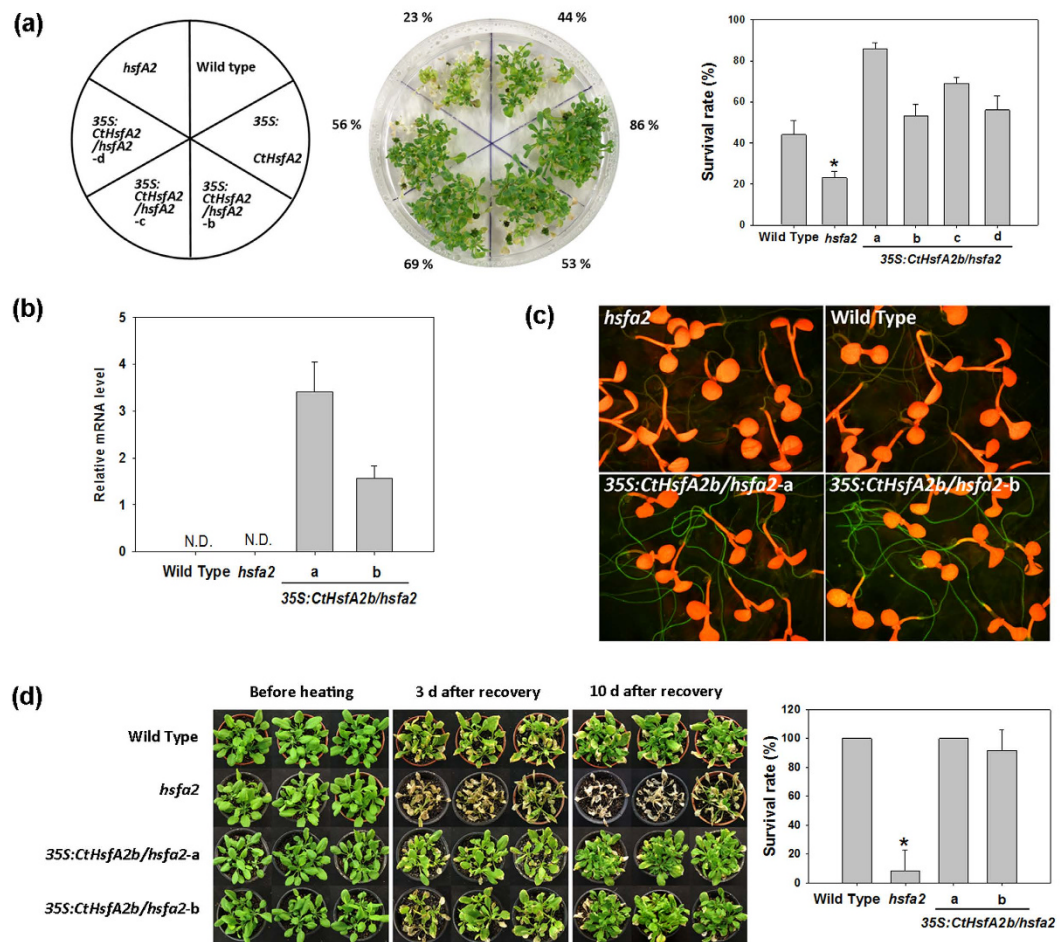 (a)
hsfA2
Wild type
35S:
CtHsfA2
/hsfA2
-d
35S:
CtHsfA2
35S:
CtHsfA2
/hsfA2
-c
35S:
CtHsfA2
/hsfA2
-b
23 %
44 %
56 %
86 %
69 %
53 %
Survival rate (%)
100
80
60
40
20
0
*
Wild Type
hsfa2
a
b
c
d
35S:CtHsfA2b/hsfa2
(b)
Relative mRNA level
5
4
3
2
1
0
N.D.
N.D.
Wild Type
hsfa2
a
b
35S:CtHsfA2b/hsfa2
(c)
hsfa2
Wild Type
35S:CtHsfA2b/hsfa2-a
35S:CtHsfA2b/hsfa2-b
(d)
Before heating
3 d after recovery
10 d after recovery
Wild Type
hsfa2
35S:CtHsfA2b/hsfa2-a
35S:CtHsfA2b/hsfa2-b
Survival rate (%)
120
100
80
60
40
20
0
*
Wild Type
hsfa2
a
b
35S:CtHsfA2b/hsfa2